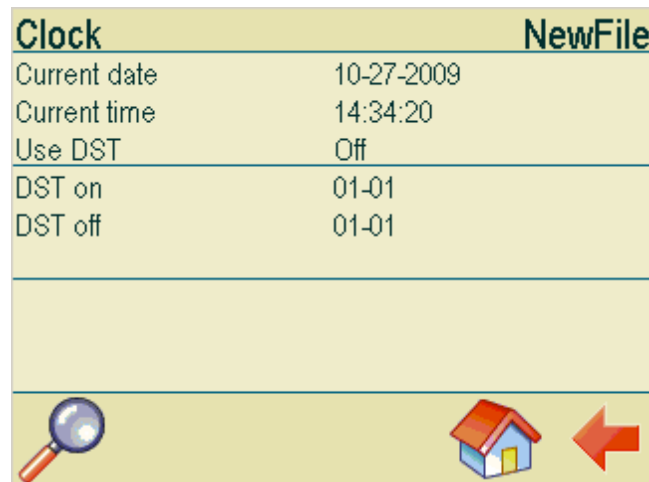 Clock NewFile
Current date 10-27-2009
Current time 14:34:20
Use DST Off
DST on 01-01
DST off 01-01